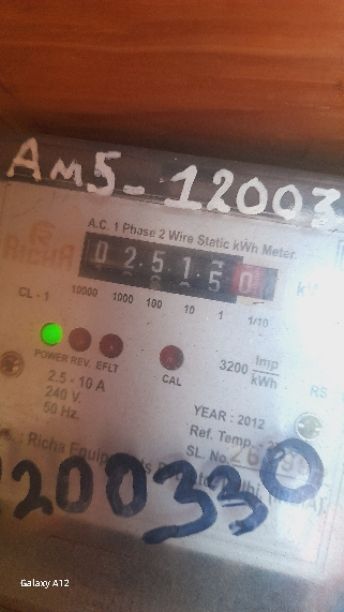 Am5-12003
A.C. 1 Phase 2 Wire Static kWh Meter.
0 2 5 1 5 0
CL - 1 10000 1000 100 10 1 1/10
POWER REV. EFLT
CAL
3200 Imp/kWh
2.5 - 10 A
240 V.
50 Hz.
RS
YEAR : 2012
Ref. Temp.
SL. No.
Richa
200330
Galaxy A12